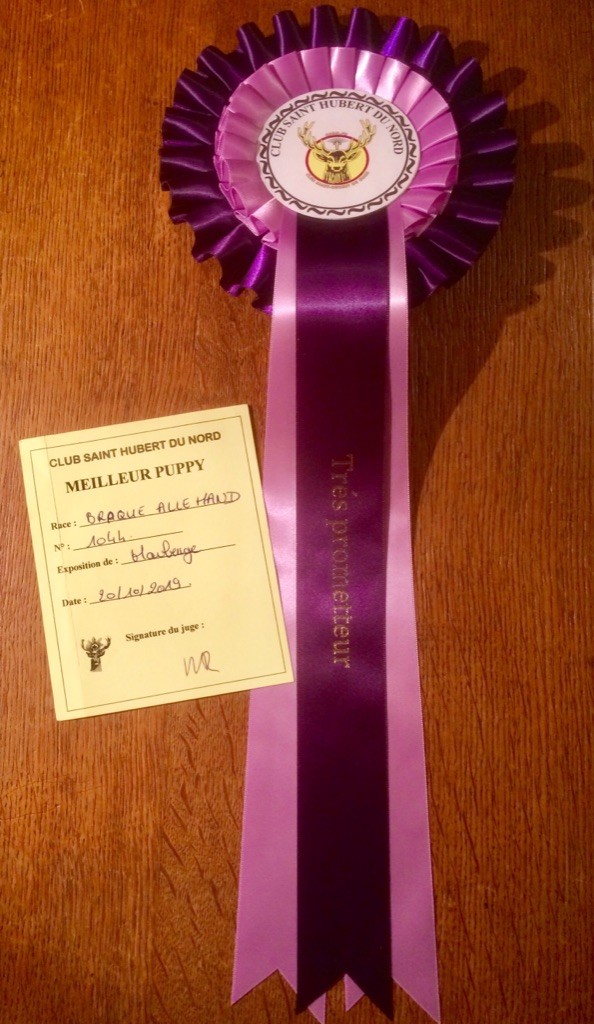 CLUB SAINT HUBERT DU NORD
Trés prometteur
CLUB SAINT HUBERT DU NORD
MEILLEUR PUPPY
Race : BRAQUE ALLEMAND
N° : 1044
Exposition de : Maubeuge
Date : 20/10/2019
Signature du juge :